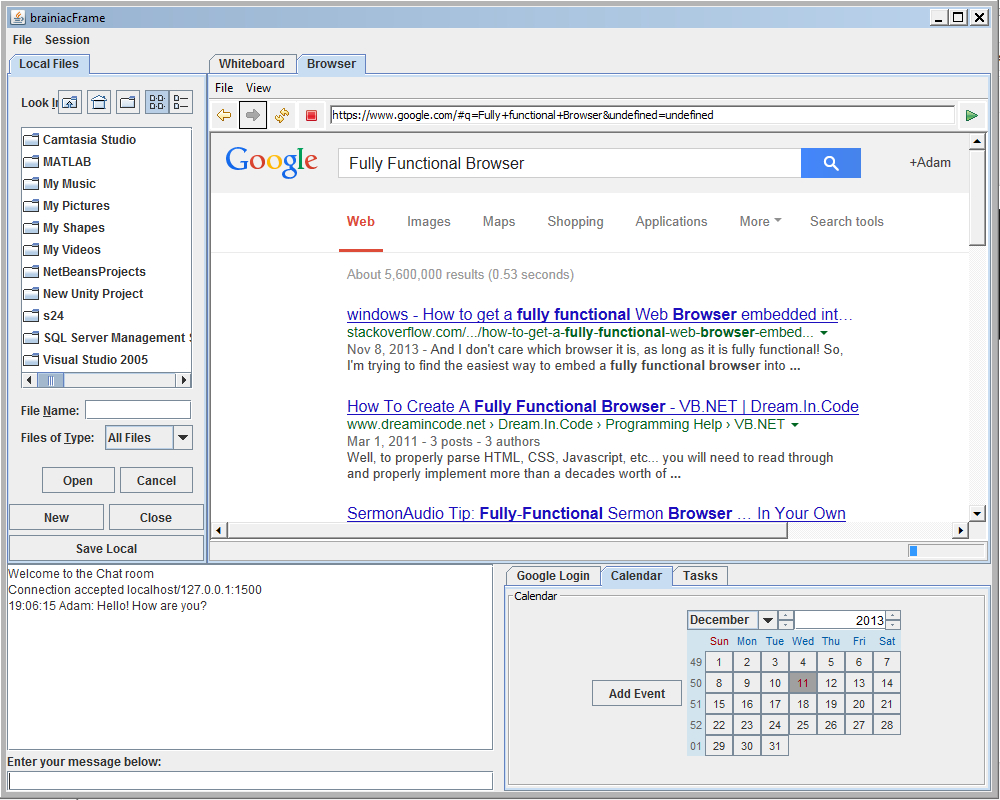 brainiacFrame
File Session
Local Files
Look I
Camtasia Studio
MATLAB
My Music
My Pictures
My Shapes
My Videos
NetBeansProjects
New Unity Project
s24
SQL Server Management
Visual Studio 2005
File Name:
Files of Type: All Files
Open Cancel
New Close
Save Local
Whiteboard Browser
File View
https://www.google.com/#q=Fully+functional+Browser&undefined=undefined
Google Fully Functional Browser +Adam
Web Images Maps Shopping Applications More Search tools
About 5,600,000 results (0.53 seconds)
windows - How to get a fully functional Web Browser embedded int...
stackoverflow.com/.../how-to-get-a-fully-functional-web-browser-embed...
Nov 8, 2013 - And I don't care which browser it is, as long as it is fully functional! So,
I'm trying to find the easiest way to embed a fully functional browser into ...
How To Create A Fully Functional Browser - VB.NET | Dream.In.Code
www.dreamincode.net › Dream.In.Code › Programming Help › VB.NET
Mar 1, 2011 - 3 posts - 3 authors
Well, to properly parse HTML, CSS, Javascript, etc... you will need to read through
and properly implement more than a decades worth of ...
SermonAudio Tip: Fully-Functional Sermon Browser ... In Your Own
Welcome to the Chat room
Connection accepted localhost/127.0.0.1:1500
19:06:15 Adam: Hello! How are you?
Enter your message below:
Google Login Calendar Tasks
Calendar
Add Event
December 2013
Sun Mon Tue Wed Thu Fri Sat
49 1 2 3 4 5 6 7
50 8 9 10 11 12 13 14
51 15 16 17 18 19 20 21
52 22 23 24 25 26 27 28
01 29 30 31